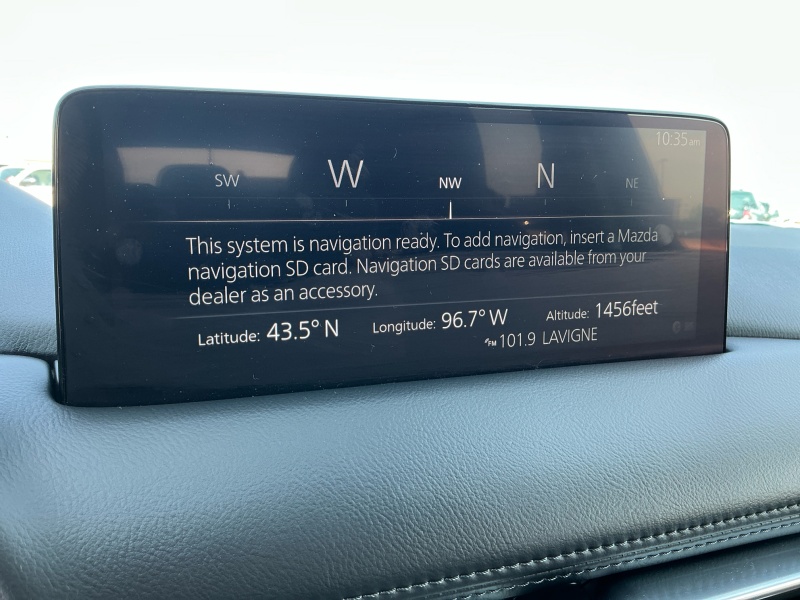 10:35am
SW W NW N NE
This system is navigation ready. To add navigation, insert a Mazda
navigation SD card. Navigation SD cards are available from your
dealer as an accessory.
Latitude: 43.5° N Longitude: 96.7° W Altitude: 1456feet
FM 101.9 LAVIGNE